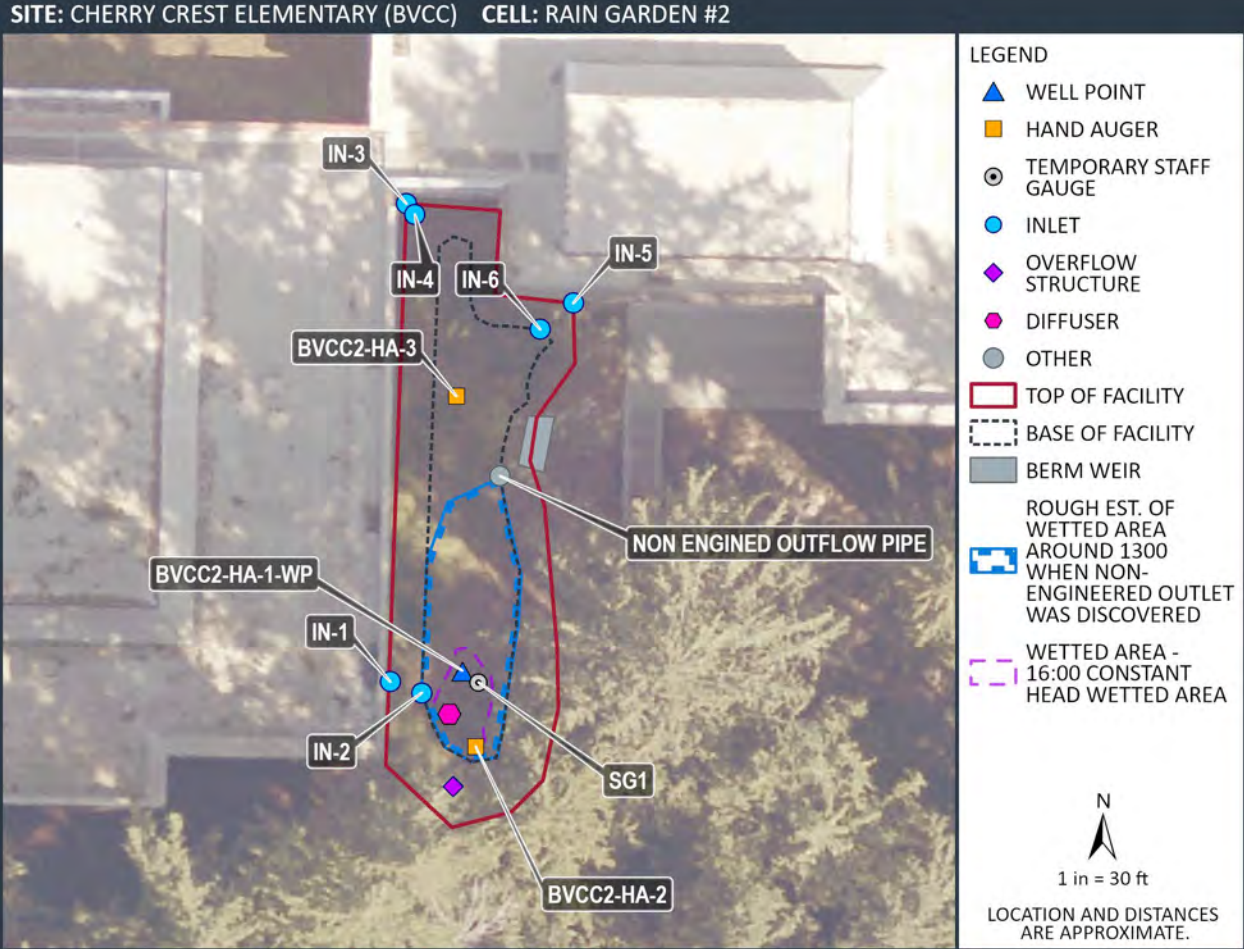 SITE: CHERRY CREST ELEMENTARY (BVCC) CELL: RAIN GARDEN #2
IN-3
IN-4
IN-6
IN-5
BVCC2-HA-3
NON ENGINED OUTFLOW PIPE
BVCC2-HA-1-WP
IN-1
IN-2
SG1
BVCC2-HA-2
LEGEND
WELL POINT
HAND AUGER
TEMPORARY STAFF
GAUGE
INLET
OVERFLOW
STRUCTURE
DIFFUSER
OTHER
TOP OF FACILITY
BASE OF FACILITY
BERM WEIR
ROUGH EST. OF
WETTED AREA
AROUND 1300
WHEN NON-
ENGINEERED OUTLET
WAS DISCOVERED
WETTED AREA -
16:00 CONSTANT
HEAD WETTED AREA
N
1 in = 30 ft
LOCATION AND DISTANCES
ARE APPROXIMATE.